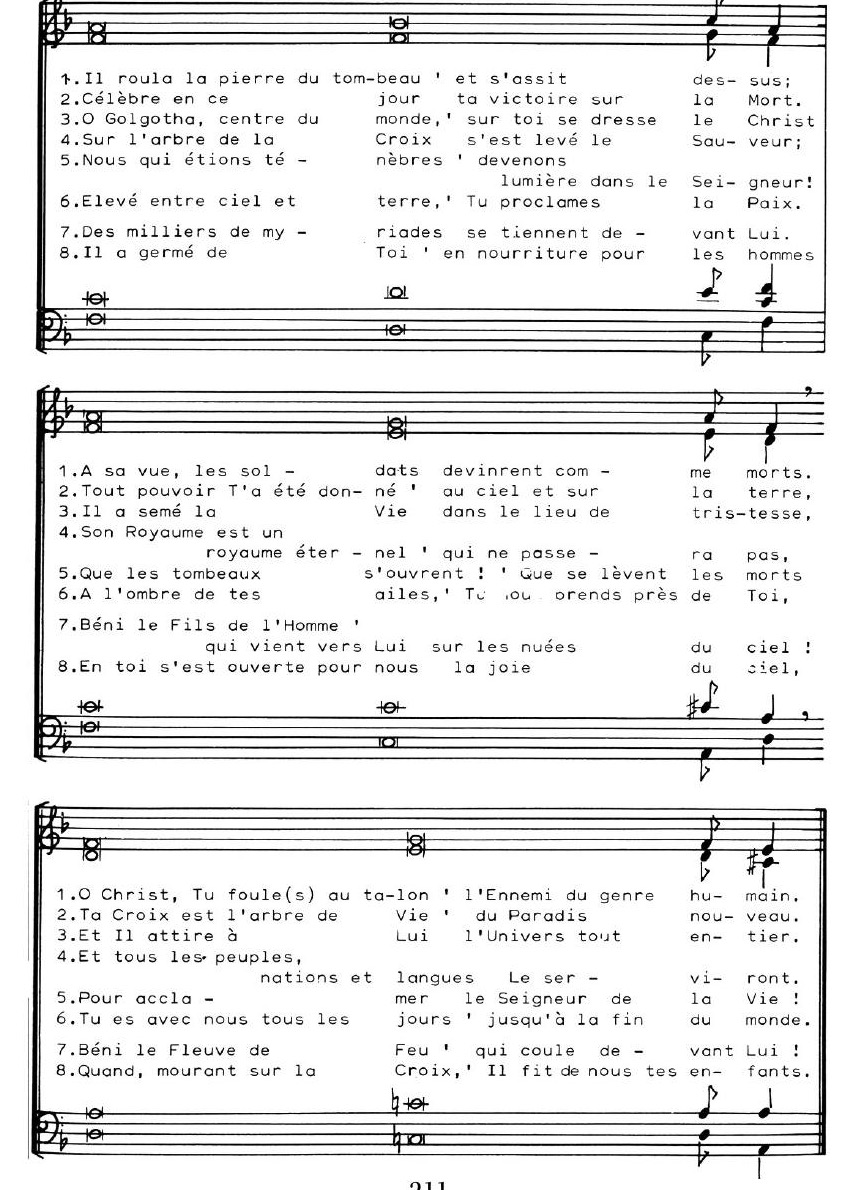 1.Il roula la pierre du tom-beau ' et s'assit des- sus;
2.Célèbre en ce jour ta victoire sur la Mort.
3.O Golgotha, centre du monde,' sur toi se dresse le Christ
4.Sur l'arbre de la Croix s'est levé le Sau- veur;
5.Nous qui étions té - nèbres ' devenons
lumière dans le Sei- gneur!
6.Elevé entre ciel et terre,' Tu proclames la Paix.
7.Des milliers de my - riades se tiennent de - vant Lui.
8.Il a germé de Toi ' en nourriture pour les hommes
1.A sa vue, les sol - dats devinrent com - me morts.
2.Tout pouvoir T'a été don- né ' au ciel et sur la terre,
3.Il a semé la Vie dans le lieu de tris-tesse,
4.Son Royaume est un
royaume éter - nel ' qui ne passe - ra pas,
5.Que les tombeaux s'ouvrent ! ' Que se lèvent les morts
6.A l'ombre de tes ailes,' près de Toi,
7.Béni le Fils de l'Homme '
qui vient vers Lui sur les nuées du ciel !
8.En toi s'est ouverte pour nous la joie du ciel,
1.O Christ, Tu foule(s) au ta-lon ' l'Ennemi du genre hu- main.
2.Ta Croix est l'arbre de Vie ' du Paradis nou- veau.
3.Et Il attire à Lui l'Univers tout en- tier.
4.Et tous les peuples,
nations et langues Le ser - vi- ront.
5.Pour accla - mer le Seigneur de la Vie !
6.Tu es avec nous tous les jours ' jusqu'à la fin du monde.
7.Béni le Fleuve de Feu ' qui coule de - vant Lui !
8.Quand, mourant sur la Croix,' Il fit de nous tes en- fants.
211